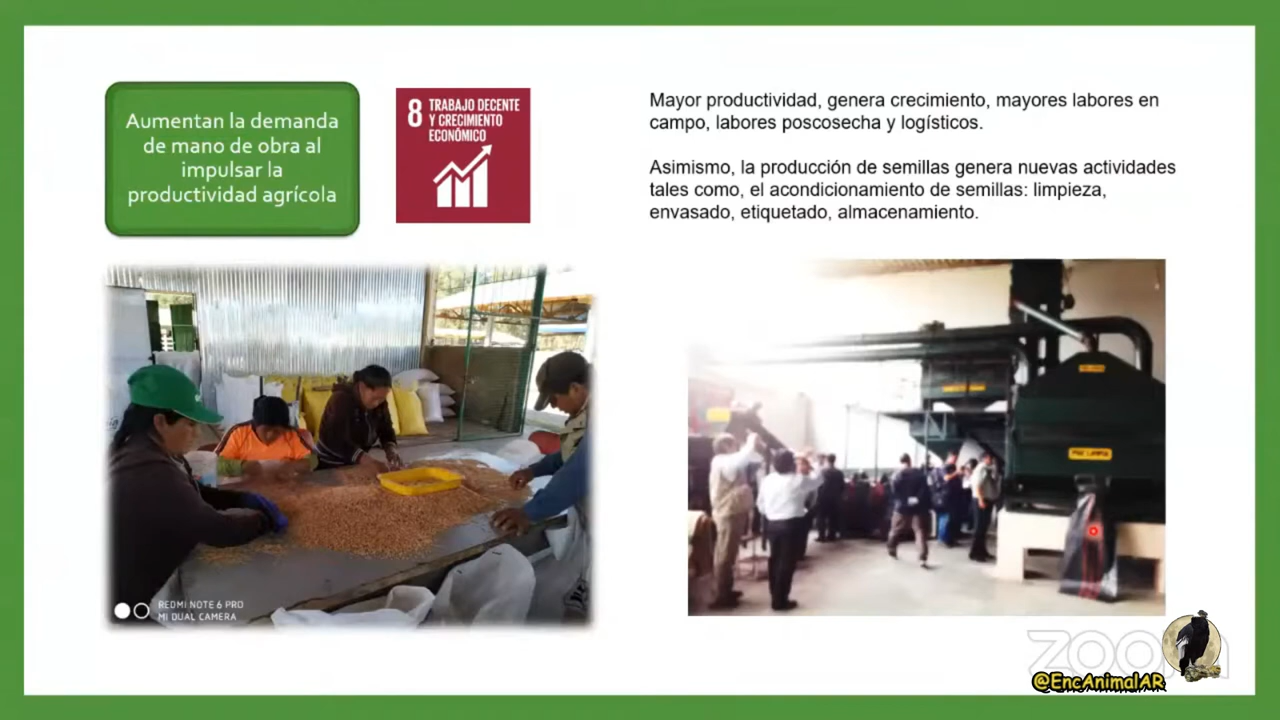 Aumentan la demanda
de mano de obra al
impulsar la
productividad agrícola
8 TRABAJO DECENTE
Y CRECIMIENTO
ECONÓMICO
Mayor productividad, genera crecimiento, mayores labores en
campo, labores poscosecha y logísticos.
Asimismo, la producción de semillas genera nuevas actividades
tales como, el acondicionamiento de semillas: limpieza,
envasado, etiquetado, almacenamiento.
REDMI NOTE 6 PRO
MI DUAL CAMERA
PRE LIMPIA
zoom
@EncAnimalAR